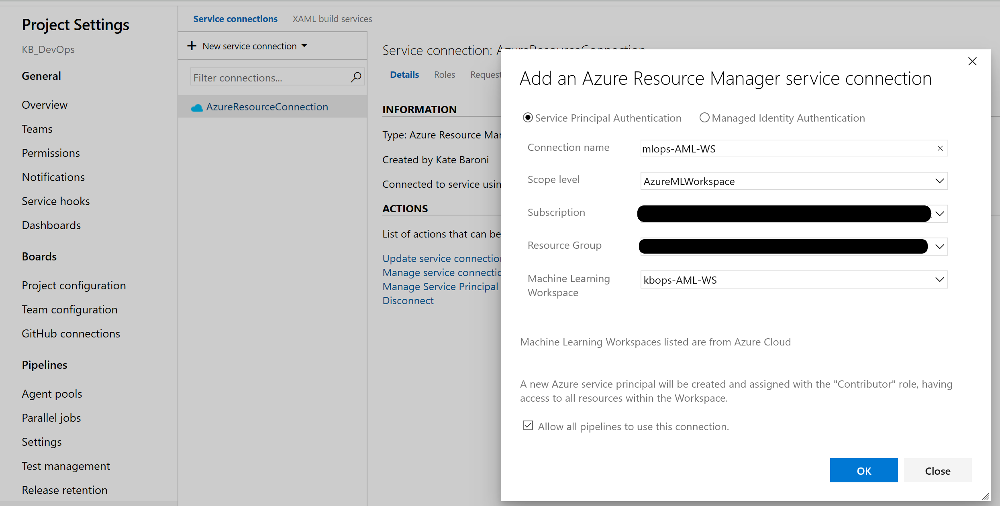 Project Settings
KB_DevOps
General
Overview
Teams
Permissions
Notifications
Service hooks
Dashboards
Boards
Project configuration
Team configuration
GitHub connections
Pipelines
Agent pools
Parallel jobs
Settings
Test management
Release retention
Service connections XAML build services
New service connection
Filter connections...
AzureResourceConnection
Service connection: AzureResourceConnection
Details Roles Request
INFORMATION
Type: Azure Resource Mar
Created by Kate Baroni
Connected to service usin
ACTIONS
List of actions that can be
Update service connection
Manage service connectio
Manage Service Principal
Disconnect
Add an Azure Resource Manager service connection
Service Principal Authentication Managed Identity Authentication
Connection name mlops-AML-WS
Scope level AzureMLWorkspace
Subscription
Resource Group
Machine Learning
Workspace
kbops-AML-WS
Machine Learning Workspaces listed are from Azure Cloud
A new Azure service principal will be created and assigned with the "Contributor" role, having
access to all resources within the Workspace.
Allow all pipelines to use this connection.
OK Close